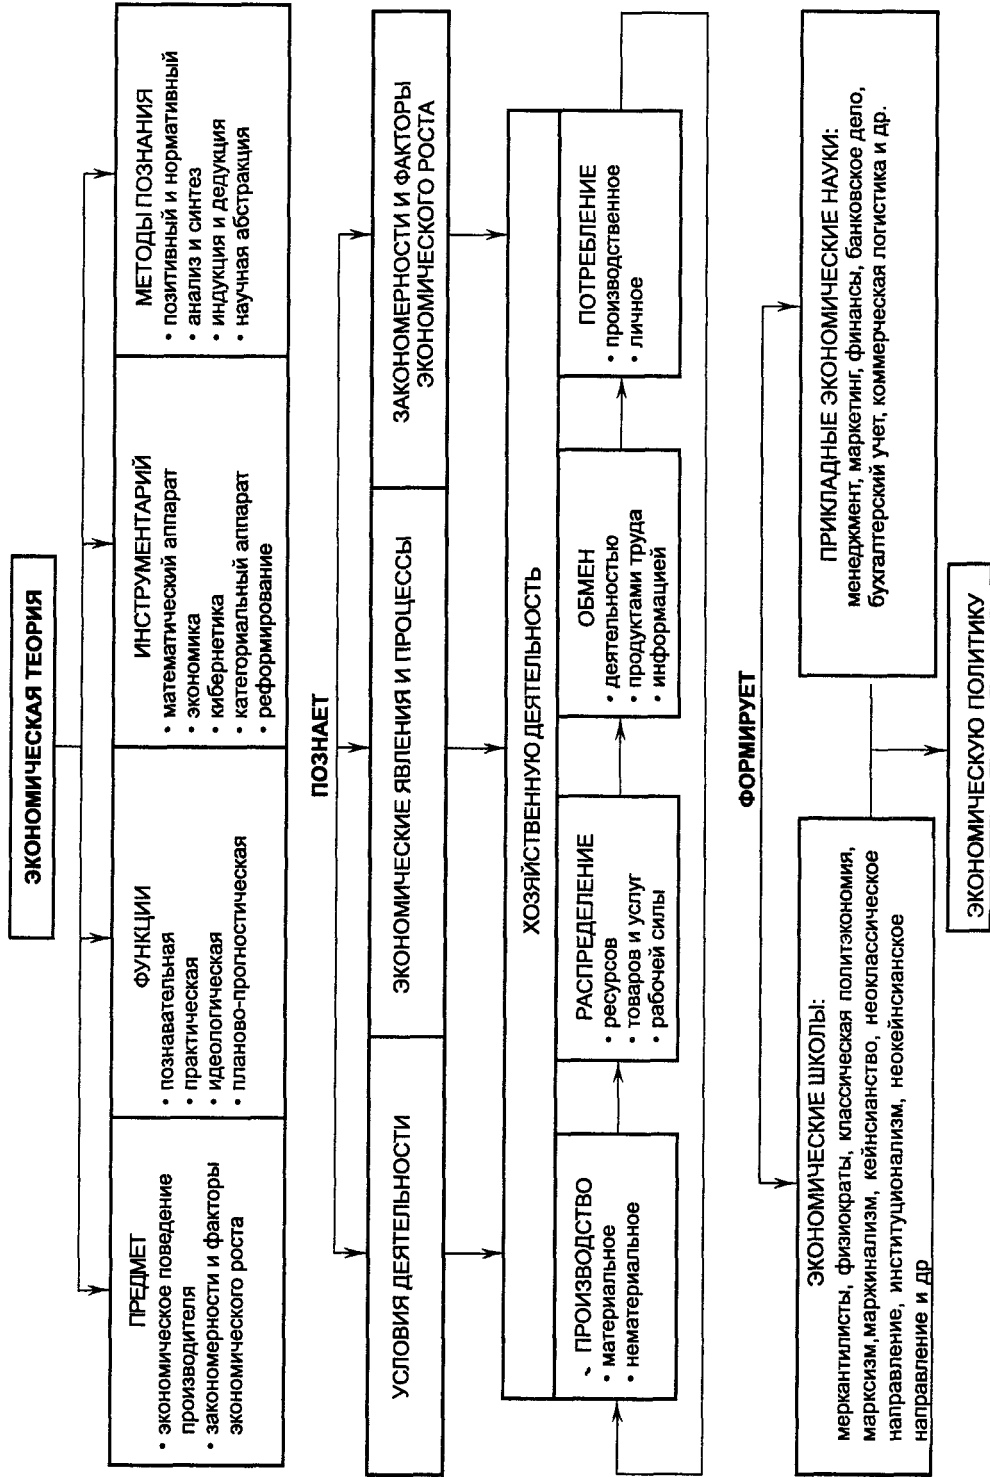 ЭКОНОМИЧЕСКАЯ ТЕОРИЯ
ПРЕДМЕТ
• экономическое поведение
производителя
• закономерности и факторы
экономического роста
ФУНКЦИИ
• познавательная
• практическая
• идеологическая
• планово-прогностическая
ИНСТРУМЕНТАРИЙ
• математический аппарат
• экономика
• кибернетика
• категориальный аппарат
• реформирование
МЕТОДЫ ПОЗНАНИЯ
• позитивный и нормативный
• анализ и синтез
• индукция и дедукция
• научная абстракция
ПОЗНАЕТ
УСЛОВИЯ ДЕЯТЕЛЬНОСТИ
ЭКОНОМИЧЕСКИЕ ЯВЛЕНИЯ И ПРОЦЕССЫ
ЗАКОНОМЕРНОСТИ И ФАКТОРЫ
ЭКОНОМИЧЕСКОГО РОСТА
ХОЗЯЙСТВЕННУЮ ДЕЯТЕЛЬНОСТЬ
ПРОИЗВОДСТВО
• материальное
• нематериальное
РАСПРЕДЕЛЕНИЕ
• ресурсов
• товаров и услуг
• рабочей силы
ОБМЕН
• деятельностью
• продуктами труда
• информацией
ПОТРЕБЛЕНИЕ
• производственное
• личное
ФОРМИРУЕТ
ЭКОНОМИЧЕСКИЕ ШКОЛЫ:
меркантилисты, физиократы, классическая политэкономия,
марксизм,маржинализм, кейнсианство, неоклассическое
направление, институционализм, неокейнсианское
направление и др
ПРИКЛАДНЫЕ ЭКОНОМИЧЕСКИЕ НАУКИ:
менеджмент, маркетинг, финансы, банковское дело,
бухгалтерский учет, коммерческая логистика и др.
ЭКОНОМИЧЕСКУЮ ПОЛИТИКУ